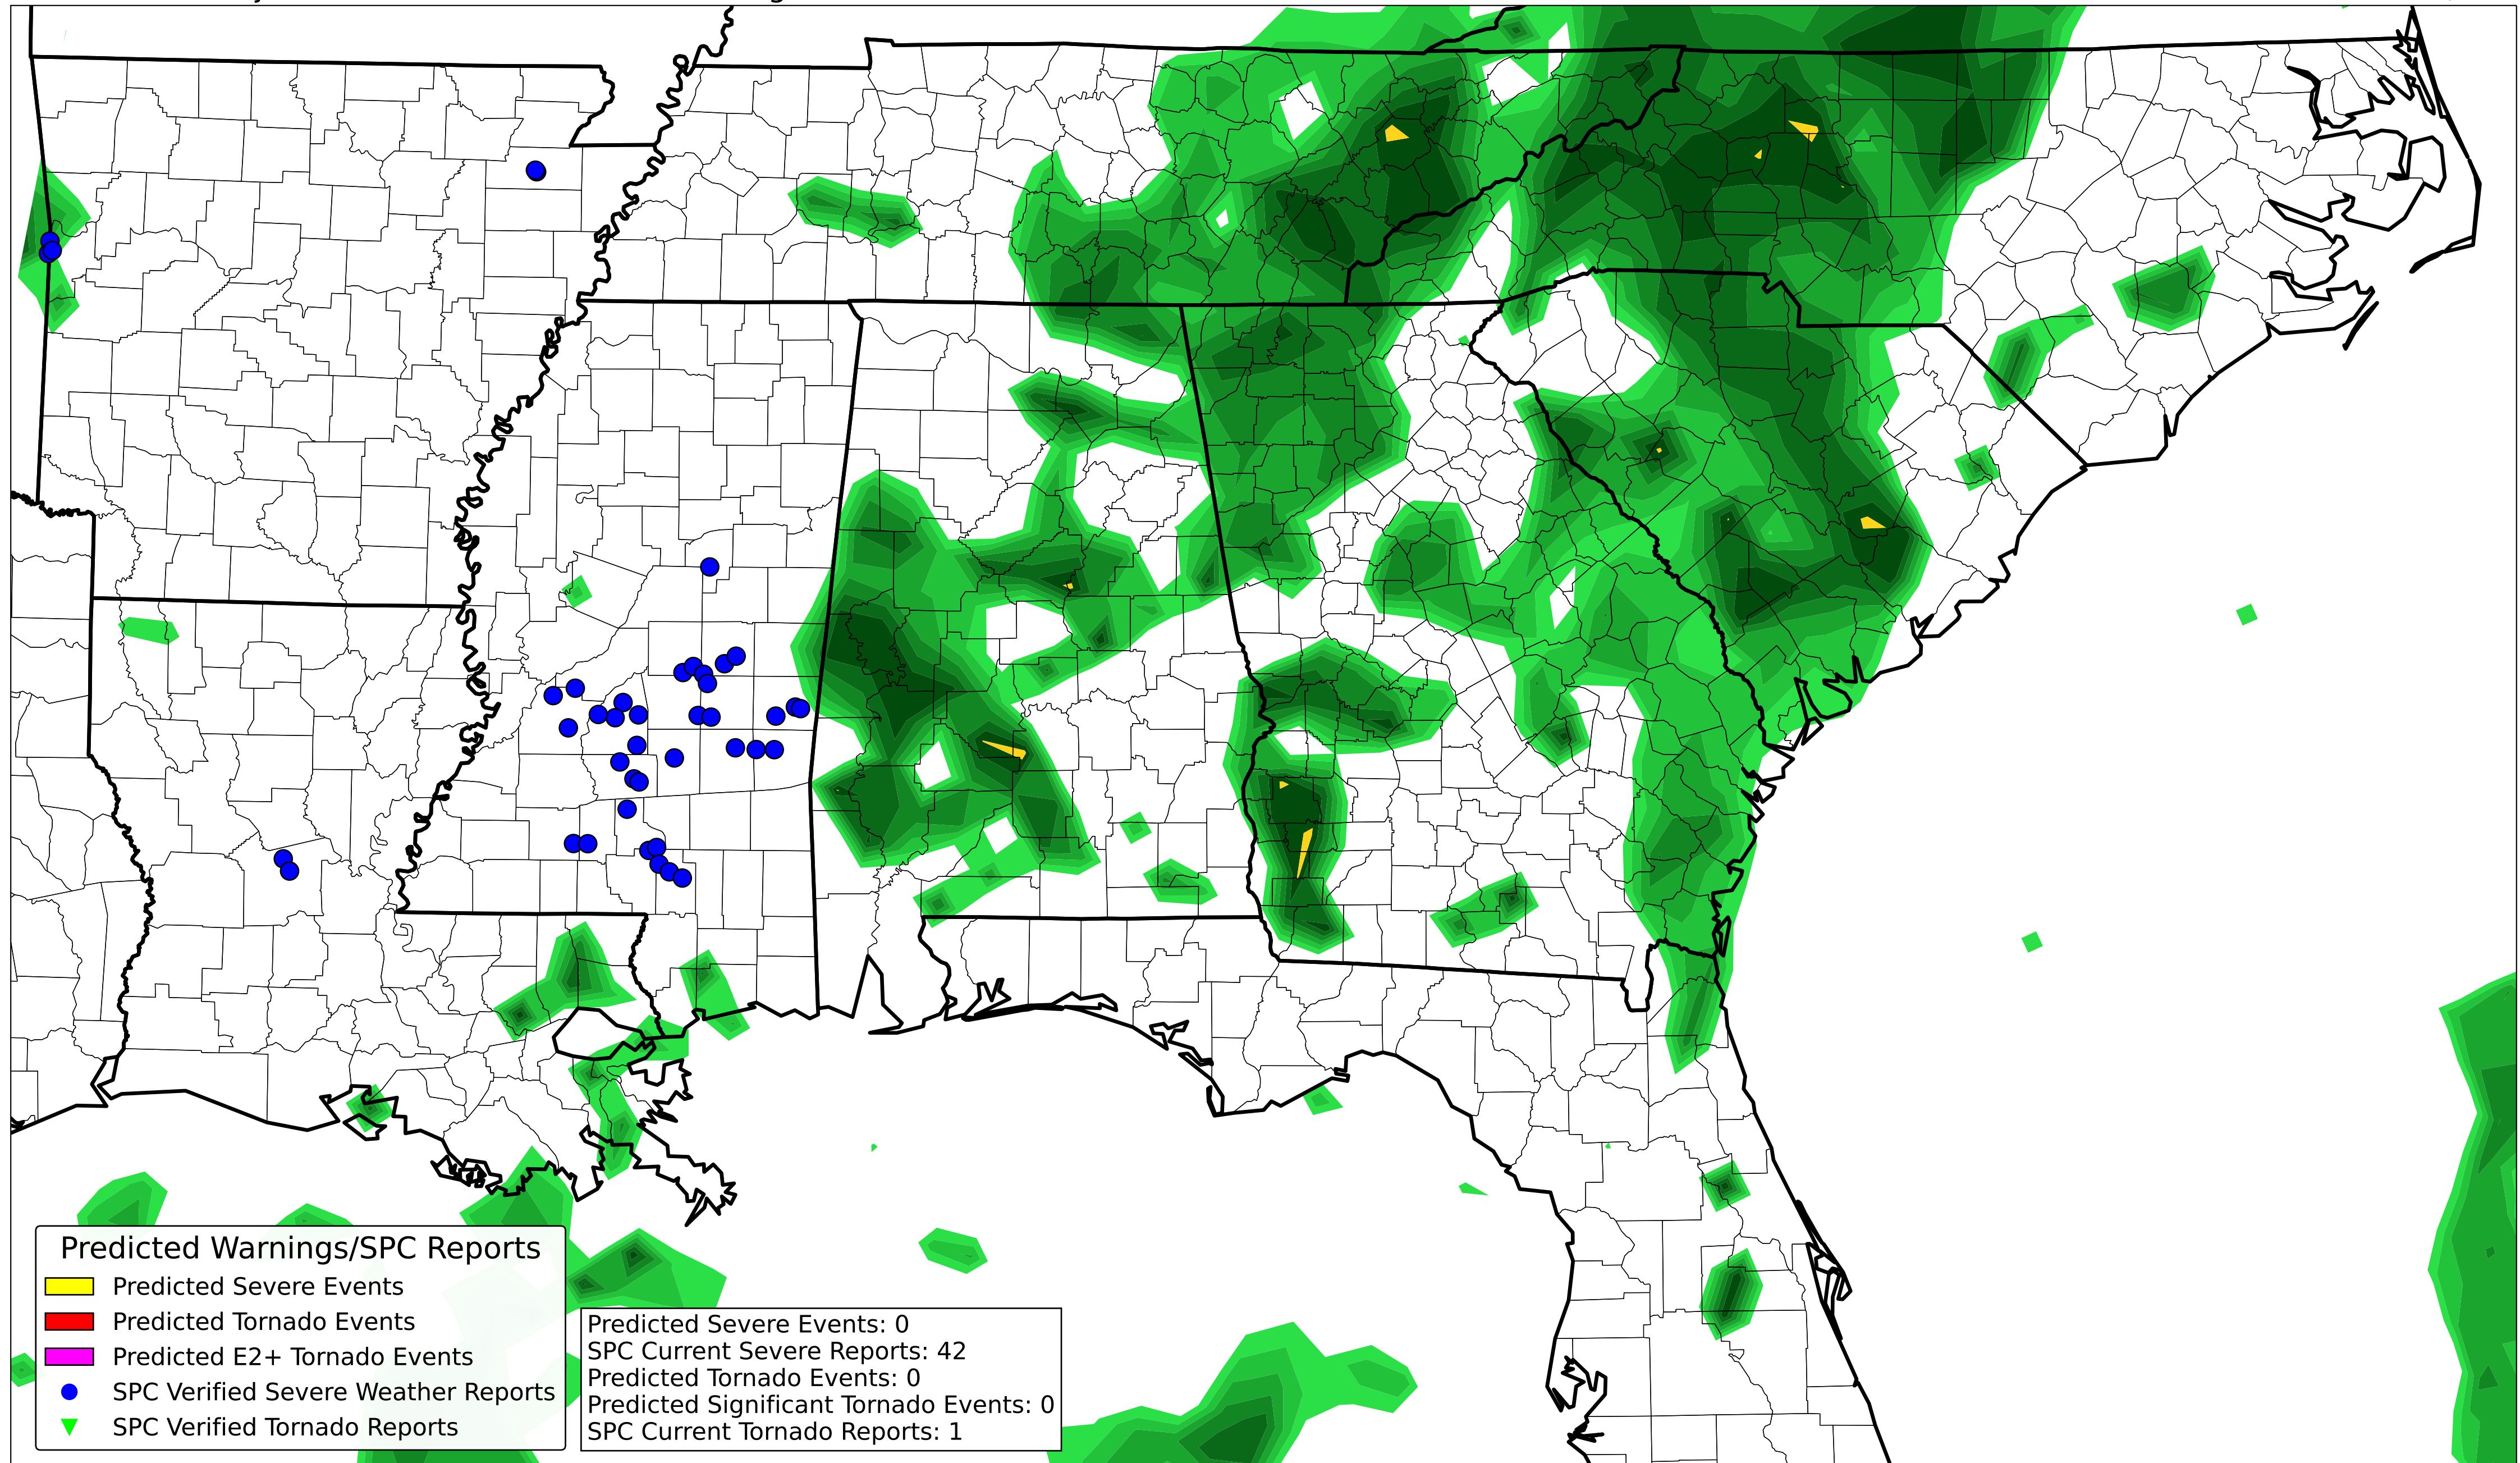 Predicted Warnings/SPC Reports
Predicted Severe Events
Predicted Tornado Events
Predicted E2+ Tornado Events
SPC Verified Severe Weather Reports
SPC Verified Tornado Reports
Predicted Severe Events: 0
SPC Current Severe Reports: 42
Predicted Tornado Events: 0
Predicted Significant Tornado Events: 0
SPC Current Tornado Reports: 1